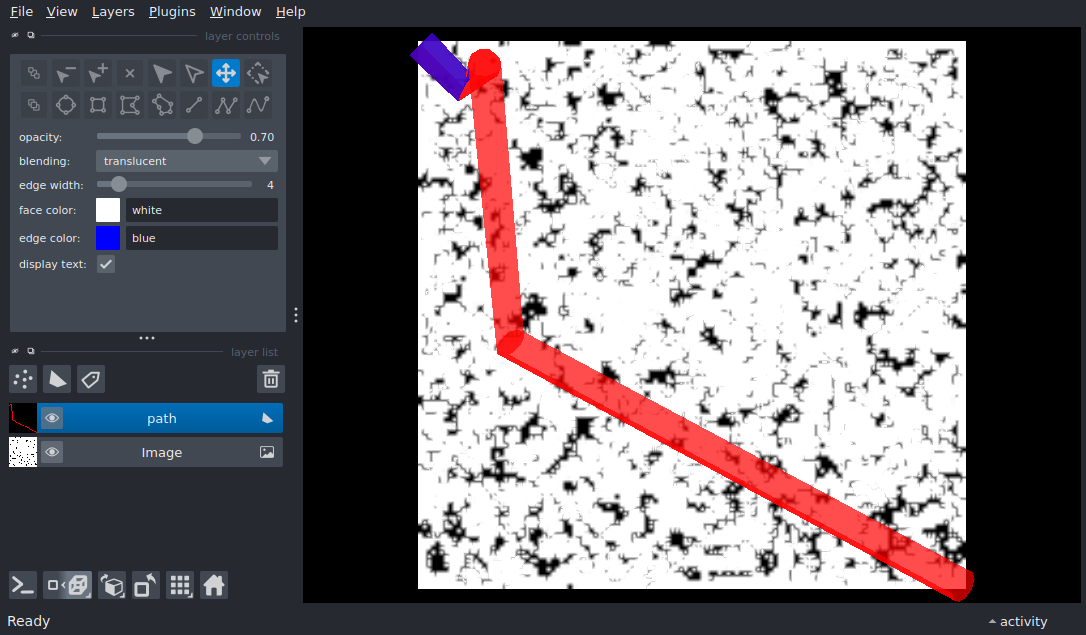 File View Layers Plugins Window Help
layer controls
opacity: 0.70
blending: translucent
edge width: 4
face color: white
edge color: blue
display text:
layer list
path
Image
Ready activity